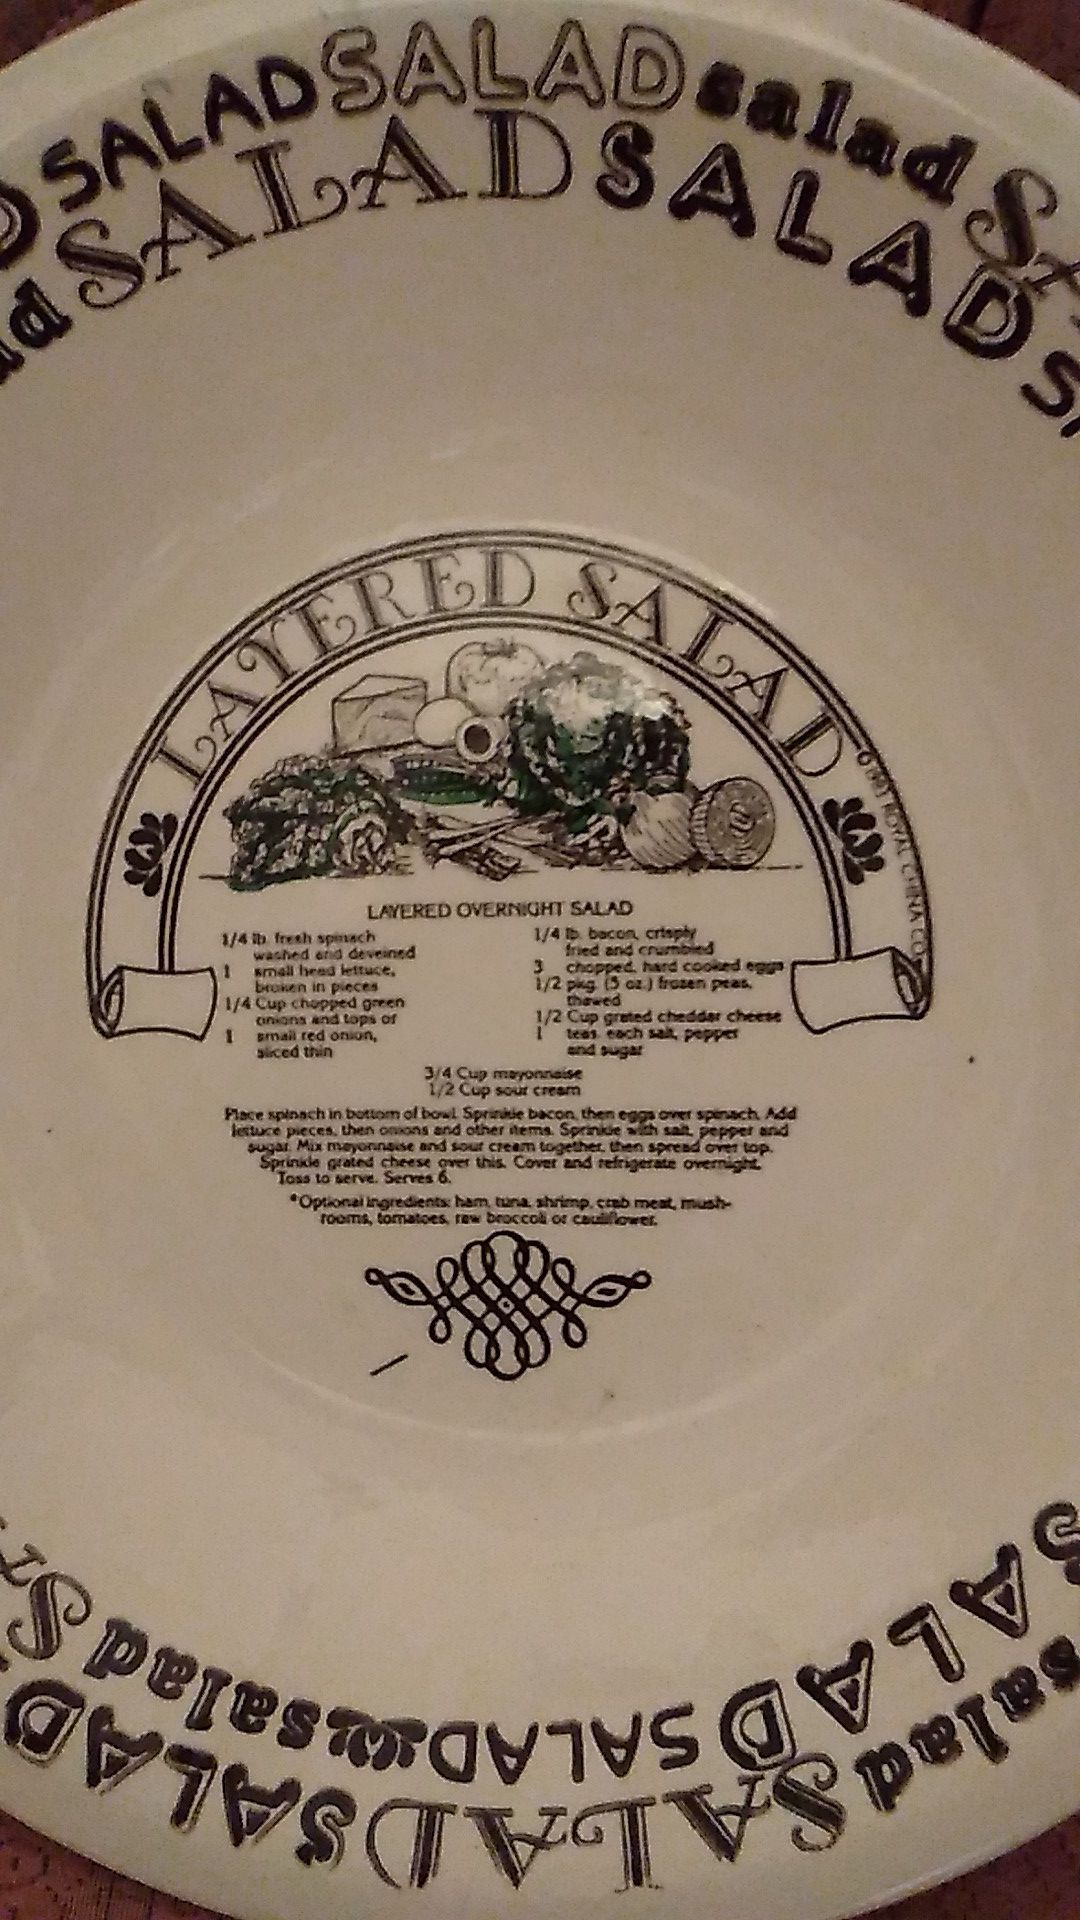 SALAD SALAD salad
SALAD SALAD
LAYERED SALAD
© 1981 ROYAL CHINA CO.
LAYERED OVERNIGHT SALAD
1/4 lb. fresh spinach
washed and deveined
1 small head lettuce,
broken in pieces
1/4 Cup chopped green
onions and tops of
1 small red onion,
sliced thin
1/4 lb. bacon, crisply
fried and crumbled
3 chopped, hard cooked eggs
1/2 pkg. (5 oz.) frozen peas,
thawed
1/2 Cup grated cheddar cheese
1 teas. each salt, pepper
and sugar
3/4 Cup mayonnaise
1/2 Cup sour cream
Place spinach in bottom of bowl. Sprinkle bacon, then eggs over spinach. Add
lettuce pieces, then onions and other items. Sprinkle with salt, pepper and
sugar. Mix mayonnaise and sour cream together, then spread over top.
Sprinkle grated cheese over this. Cover and refrigerate overnight.
Toss to serve. Serves 6.
*Optional ingredients: ham, tuna, shrimp, crab meat, mush-
rooms, tomatoes, raw broccoli or cauliflower.
salad SALAD SALAD
salad SALAD SALAD SALAD